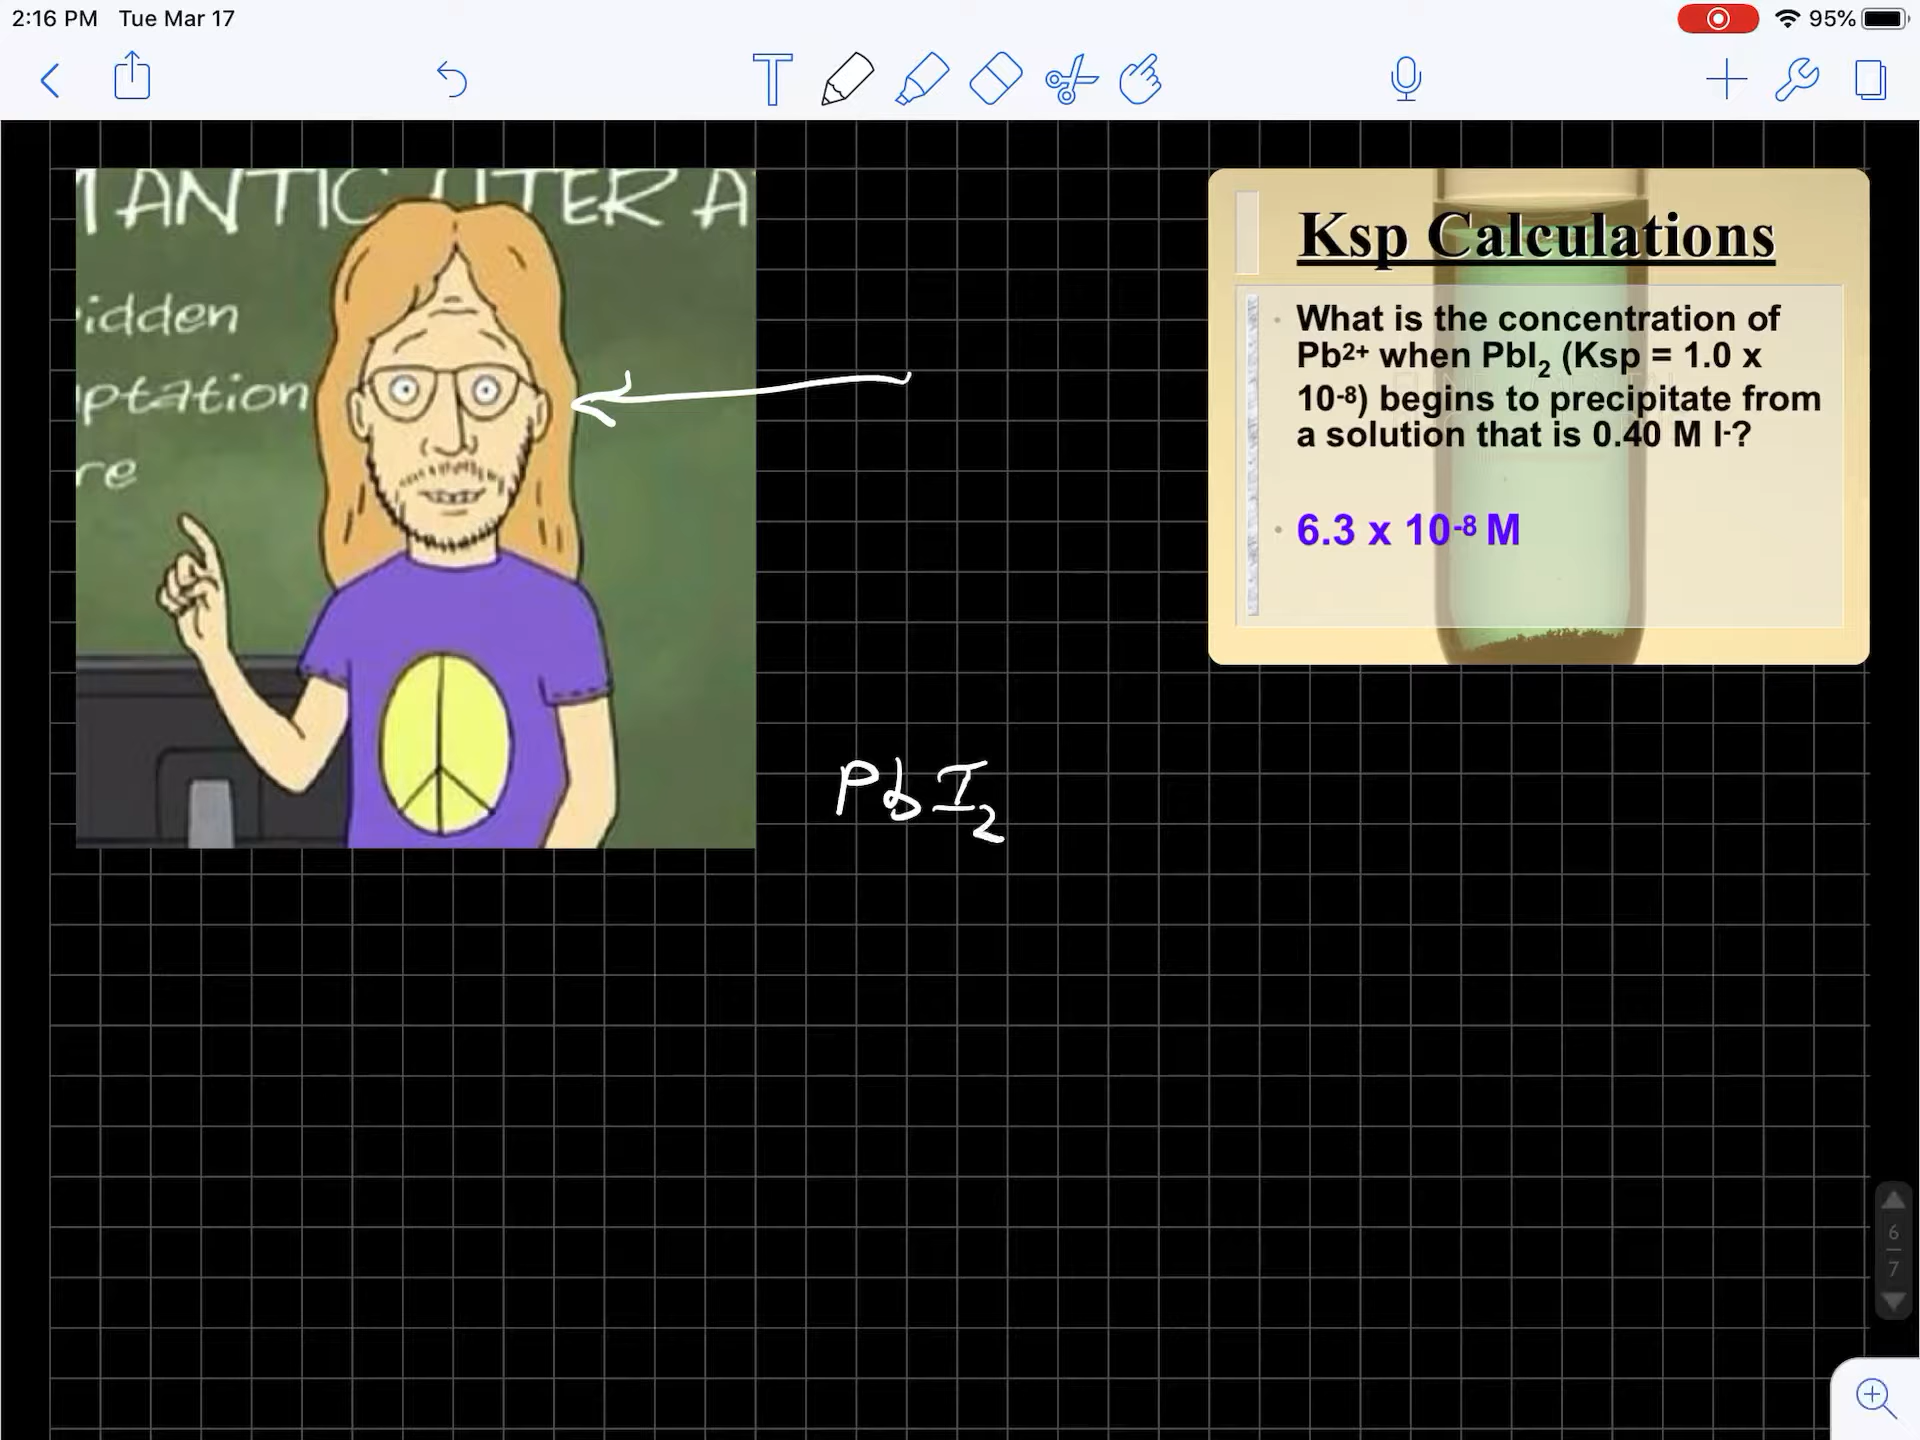 2:16 PM Tue Mar 17
95%
T
MANTIC LITERA
idden
ptation
re
Ksp Calculations
What is the concentration of
Pb2+ when PbI2 (Ksp = 1.0 x
10-8) begins to precipitate from
a solution that is 0.40 M I-?
6.3 x 10-8 M
PbI2
6
7